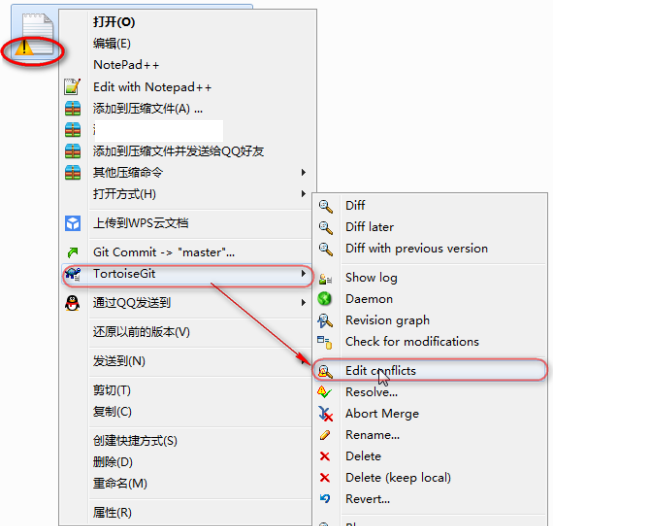 打开(O)
编辑(E)
NotePad++
Edit with Notepad++
添加到压缩文件(A) ...
添加到压缩文件并发送给QQ好友
其他压缩命令
打开方式(H)
上传到WPS云文档
Git Commit -> "master"...
TortoiseGit
通过QQ发送到
还原以前的版本(V)
发送到(N)
剪切(T)
复制(C)
创建快捷方式(S)
删除(D)
重命名(M)
属性(R)
Diff
Diff later
Diff with previous version
Show log
Daemon
Revision graph
Check for modifications
Edit conflicts
Resolve...
Abort Merge
Rename...
Delete
Delete (keep local)
Revert...